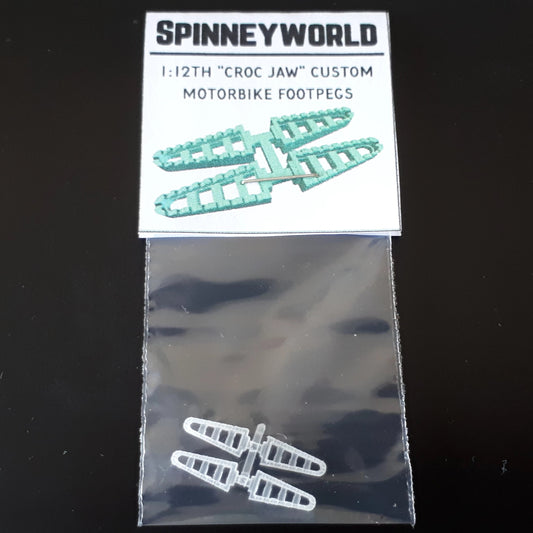 SPINNEYWORLD
1:12TH "CROC JAW" CUSTOM
MOTORBIKE FOOTPEGS